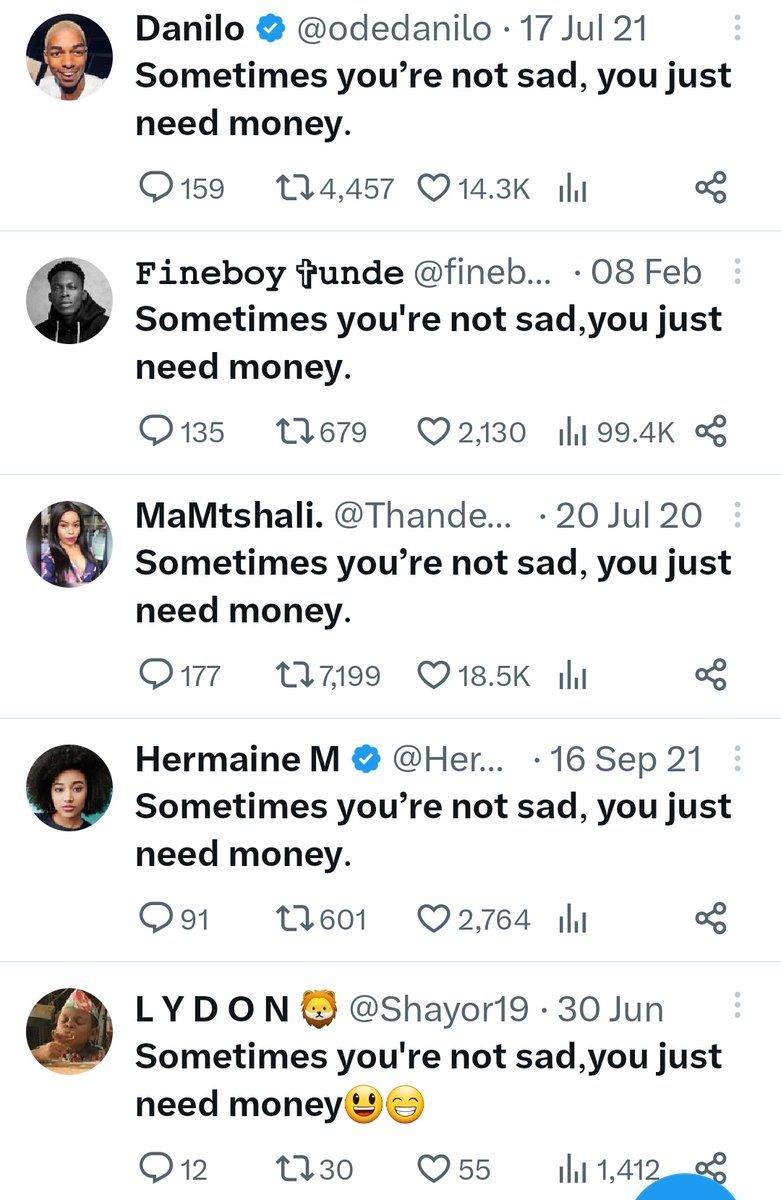 Danilo @odedanilo · 17 Jul 21
Sometimes you’re not sad, you just
need money.
159 4,457 14.3K
𝙵𝚒𝚗𝚎𝚋𝚘𝚢 ✞𝚞𝚗𝚍𝚎 @fineb... · 08 Feb
Sometimes you're not sad,you just
need money.
135 679 2,130 99.4K
MaMtshali. @Thande... · 20 Jul 20
Sometimes you’re not sad, you just
need money.
177 7,199 18.5K
Hermaine M @Her... · 16 Sep 21
Sometimes you’re not sad, you just
need money.
91 601 2,764
L Y D O N 🦁 @Shayor19 · 30 Jun
Sometimes you're not sad,you just
need money😃😁
12 30 55 1,412